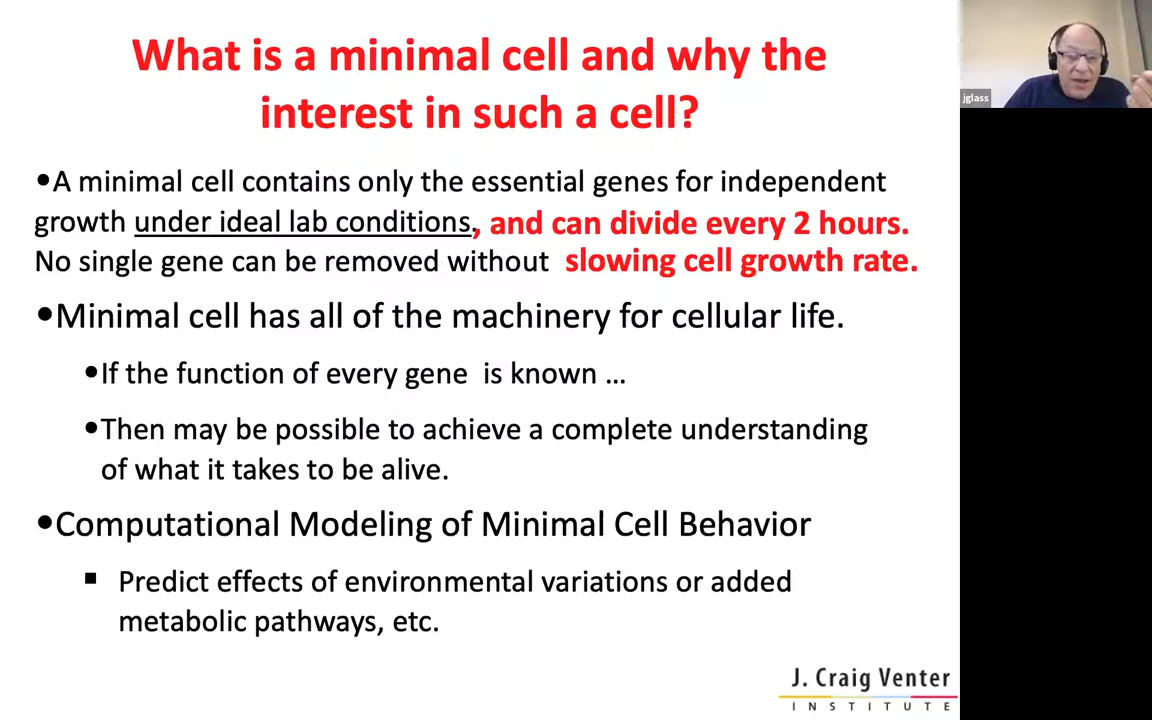 What is a minimal cell and why the
interest in such a cell?
•A minimal cell contains only the essential genes for independent
growth under ideal lab conditions, and can divide every 2 hours.
No single gene can be removed without slowing cell growth rate.
•Minimal cell has all of the machinery for cellular life.
•If the function of every gene is known ...
•Then may be possible to achieve a complete understanding
of what it takes to be alive.
•Computational Modeling of Minimal Cell Behavior
▪ Predict effects of environmental variations or added
metabolic pathways, etc.
J. Craig Venter
INSTITUTE
jglass